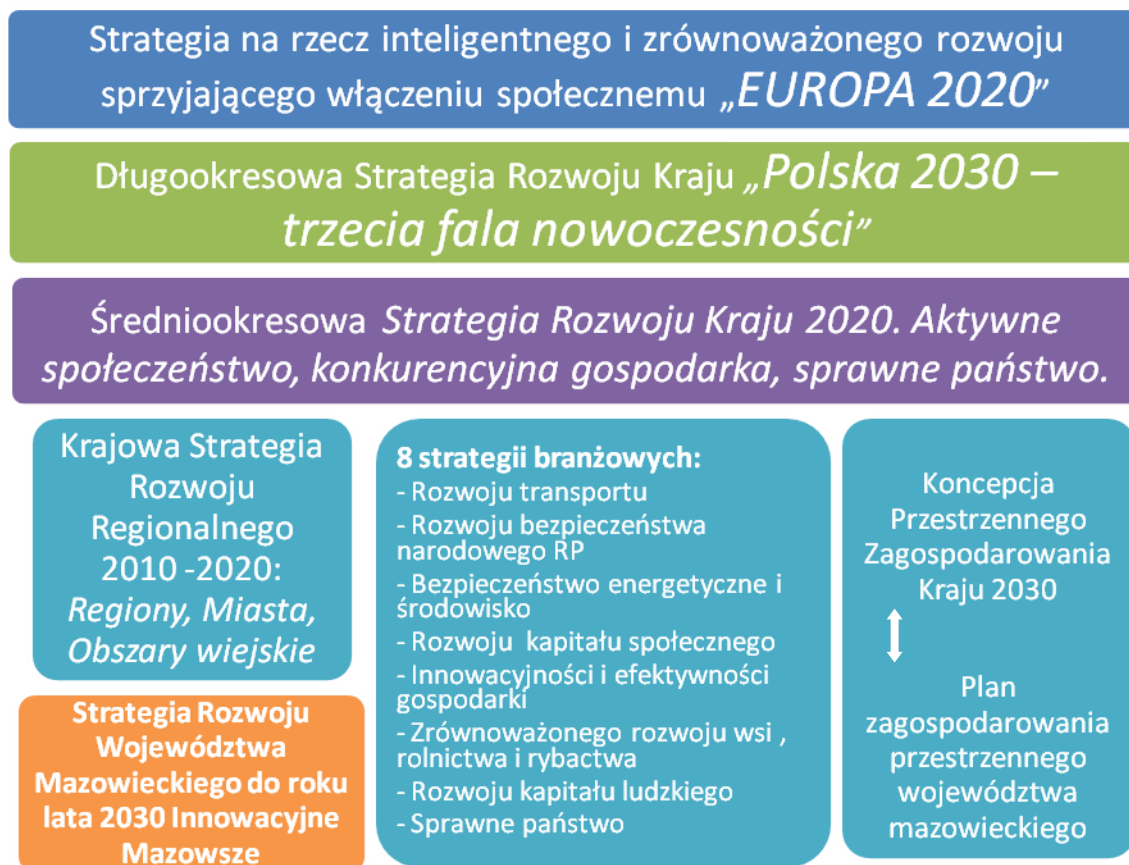 Strategia na rzecz inteligentnego i zrównoważonego rozwoju
sprzyjającego włączeniu społecznemu „EUROPA 2020”
Długookresowa Strategia Rozwoju Kraju „Polska 2030 –
trzecia fala nowoczesności”
Średniookresowa Strategia Rozwoju Kraju 2020. Aktywne
społeczeństwo, konkurencyjna gospodarka, sprawne państwo.
Krajowa Strategia
Rozwoju
Regionalnego
2010 -2020:
Regiony, Miasta,
Obszary wiejskie
Strategia Rozwoju
Województwa
Mazowieckiego do roku
lata 2030 Innowacyjne
Mazowsze
8 strategii branżowych:
- Rozwoju transportu
- Rozwoju bezpieczeństwa
narodowego RP
- Bezpieczeństwo energetyczne i
środowisko
- Rozwoju kapitału społecznego
- Innowacyjności i efektywności
gospodarki
- Zrównoważonego rozwoju wsi ,
rolnictwa i rybactwa
- Rozwoju kapitału ludzkiego
- Sprawne państwo
Koncepcja
Przestrzennego
Zagospodarowania
Kraju 2030
Plan
zagospodarowania
przestrzennego
województwa
mazowieckiego